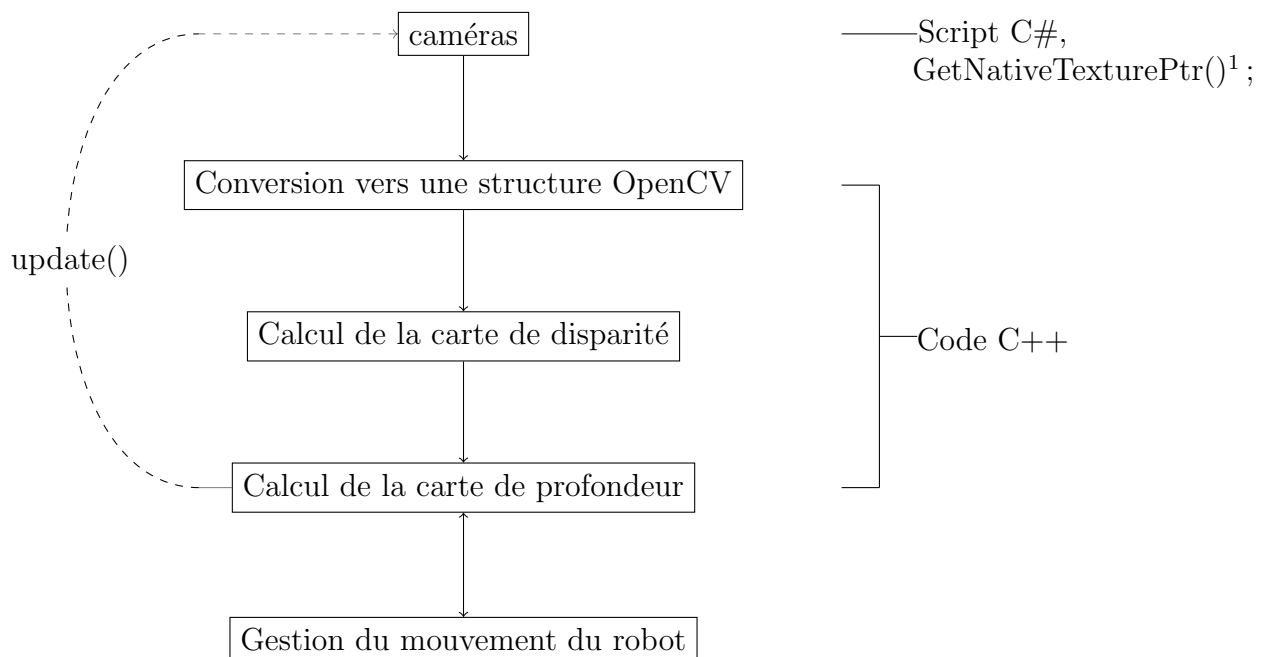 caméras
Script C#,
GetNativeTexturePtr()¹ ;
Conversion vers une structure OpenCV
update()
Calcul de la carte de disparité
Code C++
Calcul de la carte de profondeur
Gestion du mouvement du robot